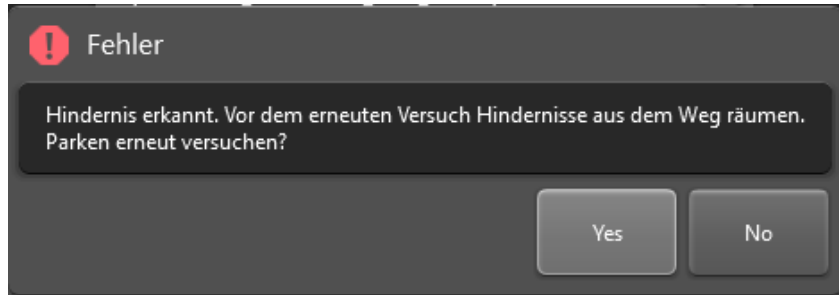 Fehler
Hindernis erkannt. Vor dem erneuten Versuch Hindernisse aus dem Weg räumen.
Parken erneut versuchen?
Yes
No